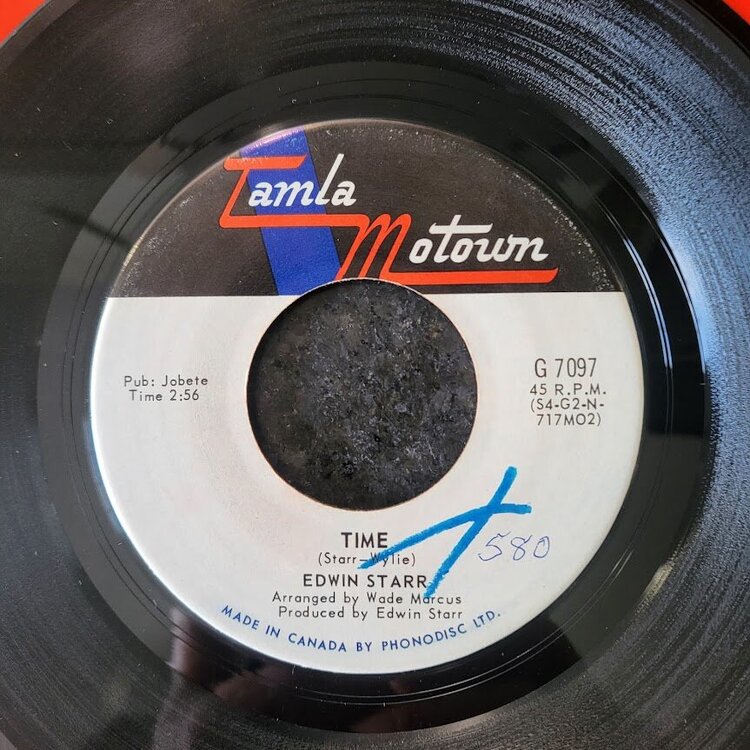 Tamla
Motown
Pub: Jobete
Time 2:56
G 7097
45 R.P.M.
(S4-G2-N-
717M02)
TIME
(Starr-Wylie)
580
EDWIN STARR
Arranged by Wade Marcus
Produced by Edwin Starr
MADE IN CANADA BY PHONODISC LTD.